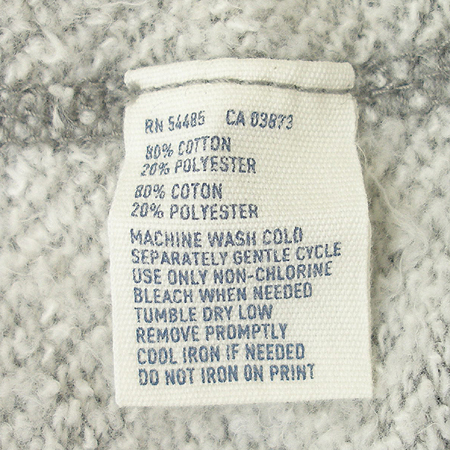 RN 54485 CA 03873
80% COTTON
20% POLYESTER
80% COTON
20% POLYESTER
MACHINE WASH COLD
SEPARATELY GENTLE CYCLE
USE ONLY NON-CHLORINE
BLEACH WHEN NEEDED
TUMBLE DRY LOW
REMOVE PROMPTLY
COOL IRON IF NEEDED
DO NOT IRON ON PRINT